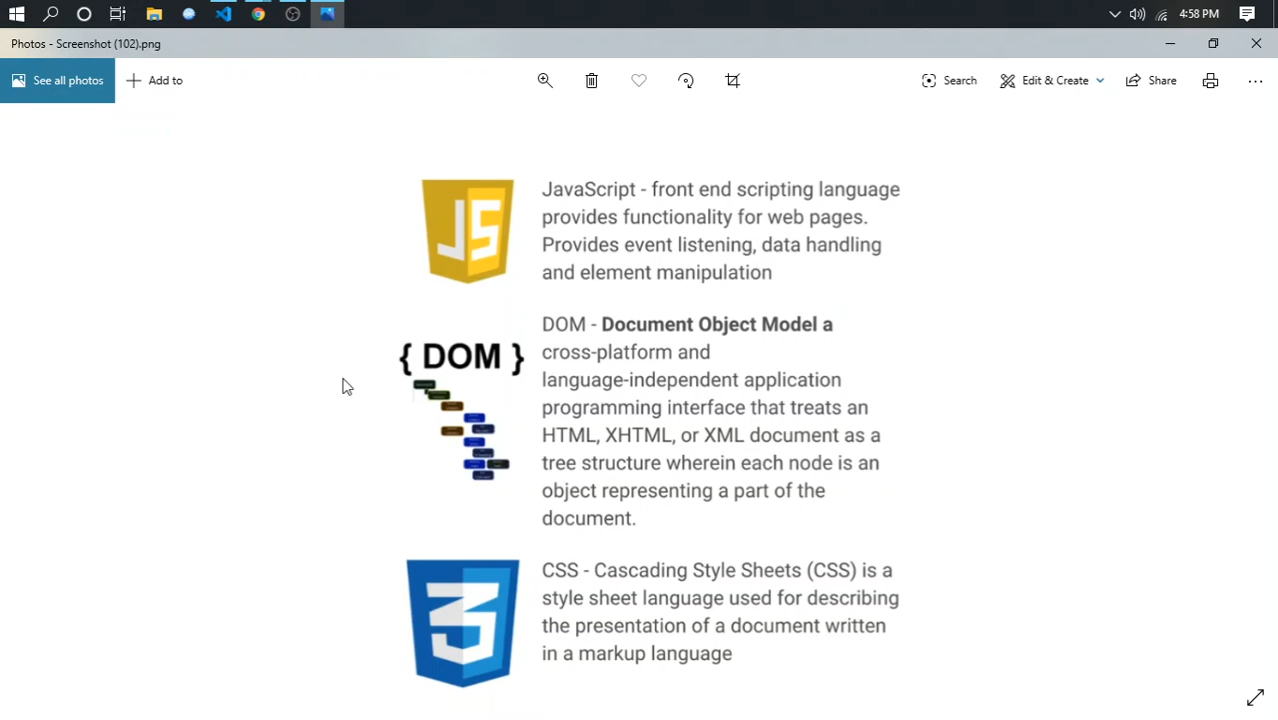 4:58 PM
Photos - Screenshot (102).png
See all photos
Add to
Search
Edit & Create
Share
JS
JavaScript - front end scripting language
provides functionality for web pages.
Provides event listening, data handling
and element manipulation
{ DOM }
DOM - Document Object Model a
cross-platform and
language-independent application
programming interface that treats an
HTML, XHTML, or XML document as a
tree structure wherein each node is an
object representing a part of the
document.
3
CSS - Cascading Style Sheets (CSS) is a
style sheet language used for describing
the presentation of a document written
in a markup language